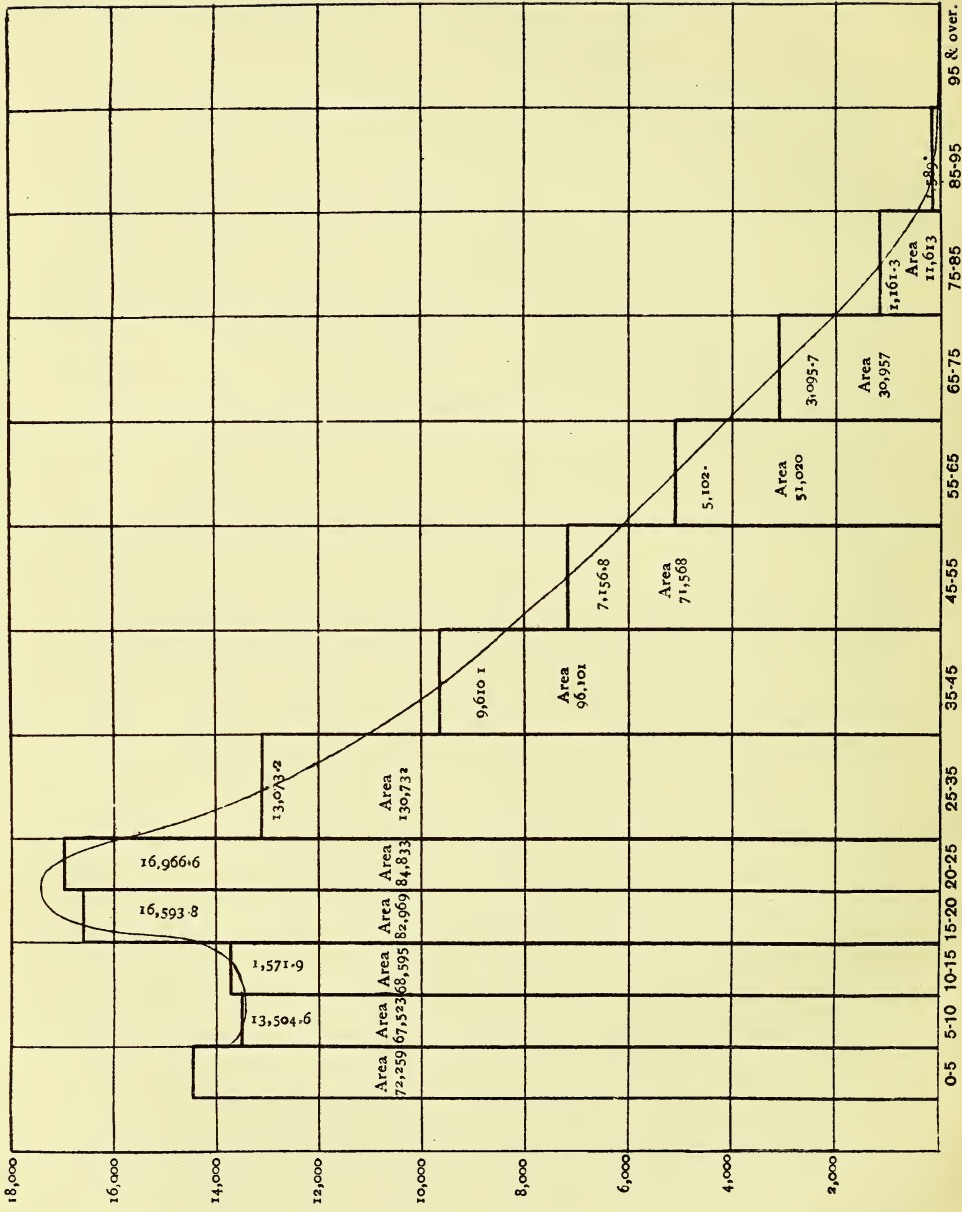 18,000
16,000
14,000
12,000
10,000
8,000
6,000
4,000
2,000
Area
72,259
13,504·6
Area
67,523
1,571·9
Area
68,595
16,593·8
Area
82,969
16,966·6
Area
84,833
13,073·2
Area
130,732
9,610 1
Area
96,101
7,156·8
Area
71,568
5,102·
Area
51,020
3,095·7
Area
30,957
1,161·3
Area
11,613
1,589·
0-5 5-10 10-15 15-20 20-25 25-35 35-45 45-55 55-65 65-75 75-85 85-95 95 & over.